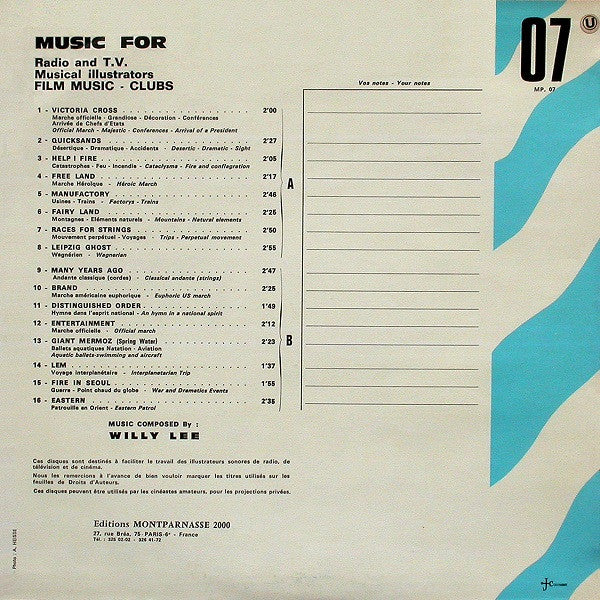 MUSIC FOR
Radio and T.V.
Musical illustrators
FILM MUSIC - CLUBS
07
U
MP. 07
Vos notes - Your notes
1 - VICTORIA CROSS 2'00
Marche officielle - Grandiose - Décoration - Conférences
Arrivée de Chefs d'Etats
Official March - Majestic - Conferences - Arrival of a President
2 - QUICKSANDS 2'27
Désertique - Dramatique - Accidents - Desertic - Dramatic - Sight
3 - HELP I FIRE 2'05
Catastrophes - Feu - Incendie - Cataclysms - Fire and conflagration
4 - FREE LAND 2'17
Marche Héroïque - Héroic March
5 - MANUFACTORY 2'46
Usines - Trains - Factorys - Trains
6 - FAIRY LAND 2'25
Montagnes - Eléments naturels - Mountains - Natural elements
7 - RACES FOR STRINGS 2'50
Mouvement perpétuel - Voyages - Trips - Perpetual movement
8 - LEIPZIG GHOST 2'55
Wagnérien - Wagnerian
A
9 - MANY YEARS AGO 2'47
Andante classique (cordes) - Classical andante (strings)
10 - BRAND 2'25
Marche américaine euphorique - Euphoric US march
11 - DISTINGUISHED ORDER 1'49
Hymne dans l'esprit national - An hymn in a national spirit
12 - ENTERTAINMENT 2'12
Marche officielle - Official march
13 - GIANT MERMOZ (Spring Water) 2'23
Ballets aquatiques Natation - Aviation
Aquatic ballets-swimming and aircraft
14 - LEM 1'37
Voyage interplanétaire - Interplanetarian Trip
15 - FIRE IN SEOUL 1'55
Guerre - Point chaud du globe - War and Dramatics Events
16 - EASTERN 2'35
Patrouille en Orient - Eastern Patrol
B
MUSIC COMPOSED By :
WILLY LEE
Ces disques sont destinés à faciliter le travail des illustrateurs sonores de radio, de
télévision et de cinéma.
Nous les remercions à l'avance de bien vouloir marquer les titres utilisés sur les
feuilles de Droits d'Auteurs.
Ces disques peuvent être utilisés par les cinéastes amateurs, pour les projections privées.
Editions MONTPARNASSE 2000
27, rue Bréa, 75-PARIS-6e - France
Tél. : 325 02-02 - 326 41-72
Photo : A. HESSE